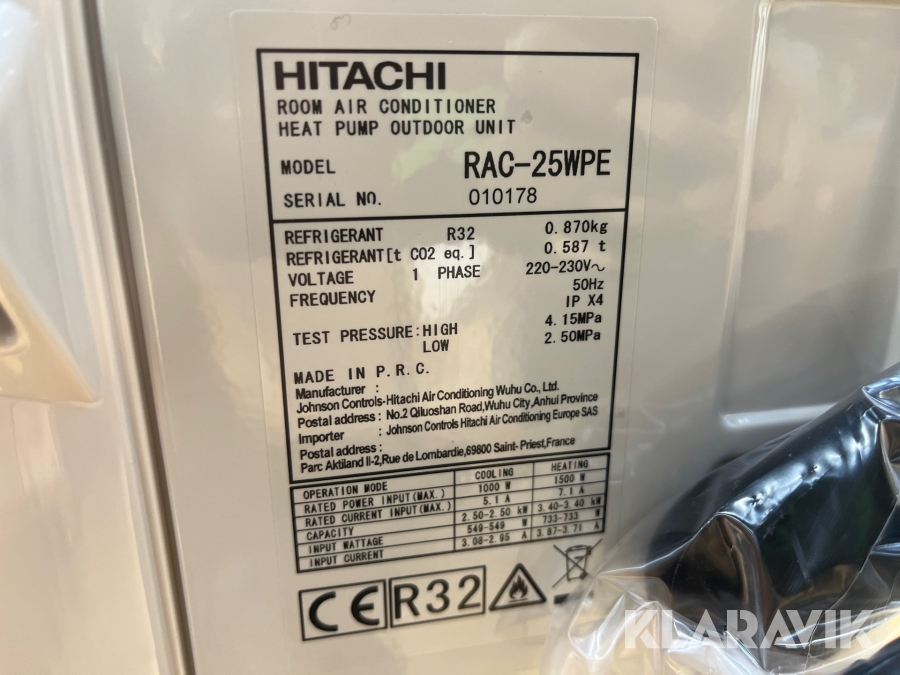 HITACHI
ROOM AIR CONDITIONER
HEAT PUMP OUTDOOR UNIT
MODEL RAC-25WPE
SERIAL NO. 010178
REFRIGERANT R32 0.870kg
REFRIGERANT[t CO2 eq.] 0.587 t
VOLTAGE 1 PHASE 220-230V~
FREQUENCY 50Hz
IP X4
TEST PRESSURE:HIGH 4.15MPa
LOW 2.50MPa
MADE IN P.R.C.
Manufacturer :
Johnson Controls-Hitachi Air Conditioning Wuhu Co., Ltd.
Postal address : No.2 Qiluoshan Road,Wuhu City,Anhui Province
Importer : Johnson Controls Hitachi Air Conditioning Europe SAS
Postal address :
Parc Aktiland II-2,Rue de Lombardie,69800 Saint- Priest,France
OPERATION MODE COOLING HEATING
RATED POWER INPUT(MAX.) 1000 W 1500 W
RATED CURRENT INPUT(MAX.) 5.1 A 7.1 A
CAPACITY 2.50-2.50 kW 3.40-3.40 kW
INPUT WATTAGE 549-549 W 733-733 W
INPUT CURRENT 3.08-2.95 A 3.87-3.71 A
CE R32
KLARAVIK